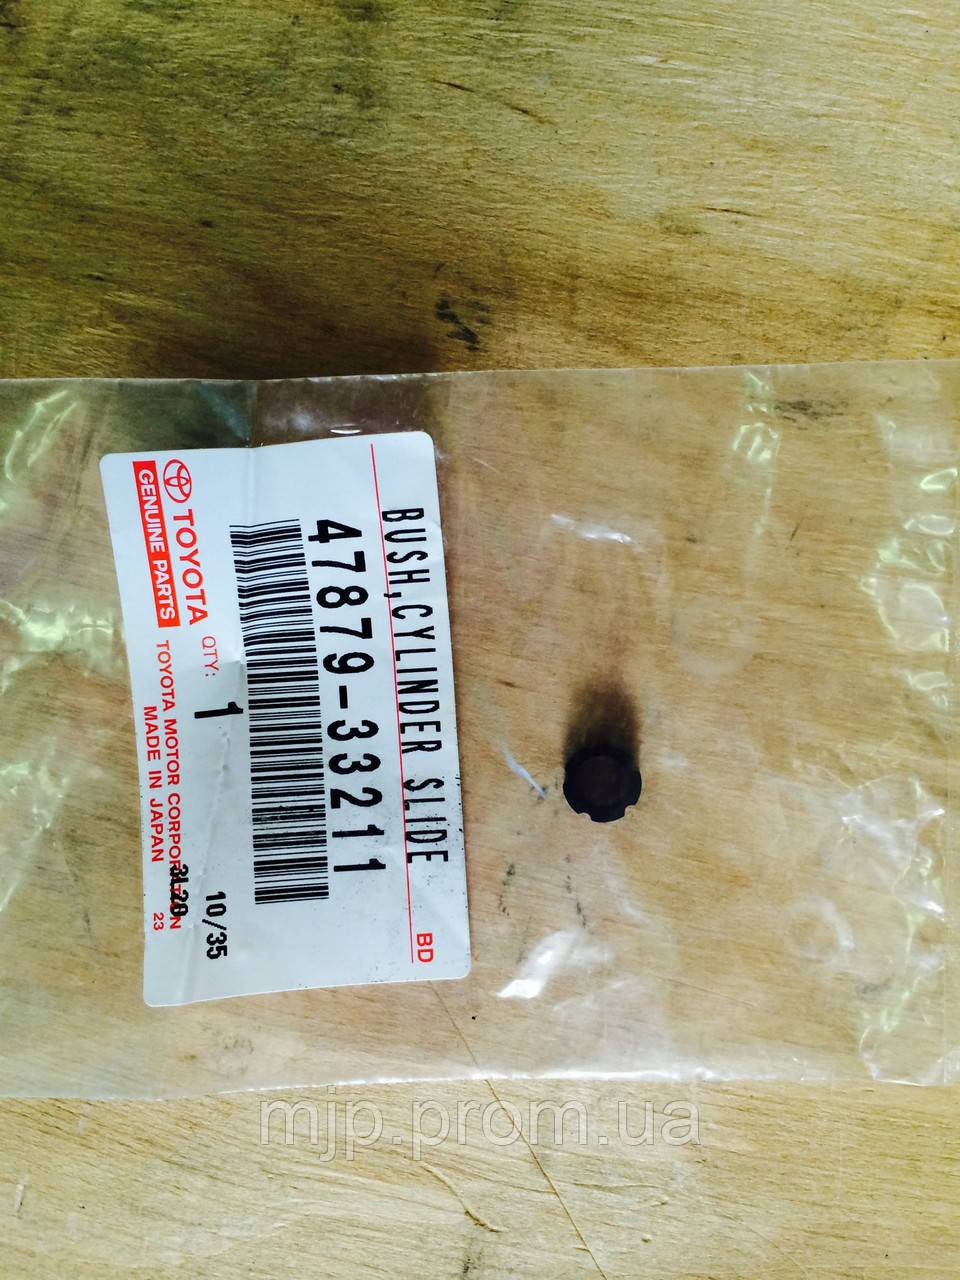 BUSH,CYLINDER SLIDE
BD
47879-33211
TOYOTA
QTY:
1
10/35
GENUINE PARTS
TOYOTA MOTOR CORPORATION
MADE IN JAPAN
23
mjp.prom.ua